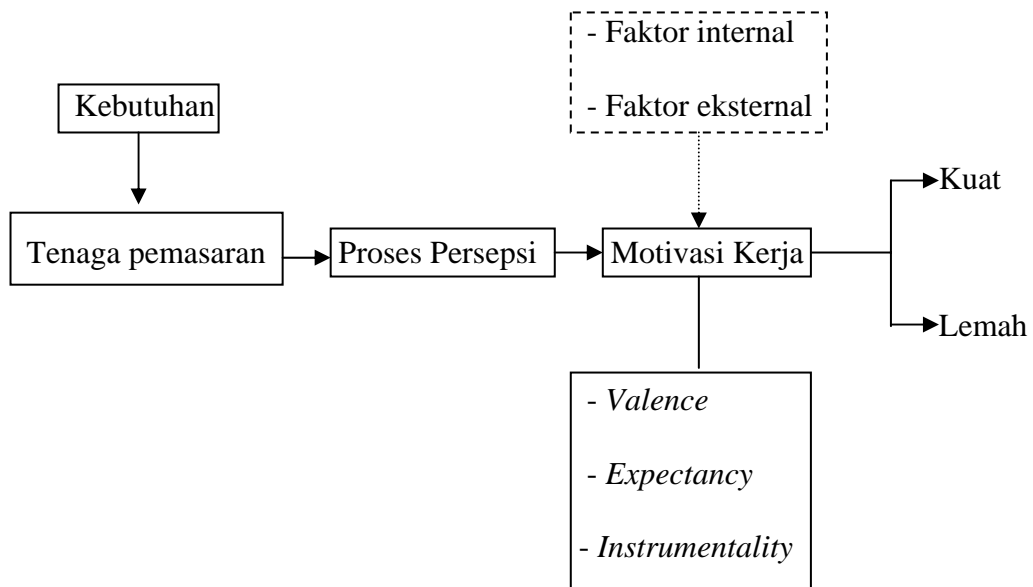 - Faktor internal
- Faktor eksternal
Kebutuhan
Kuat
Tenaga pemasaran
Proses Persepsi
Motivasi Kerja
Lemah
- Valence
- Expectancy
- Instrumentality